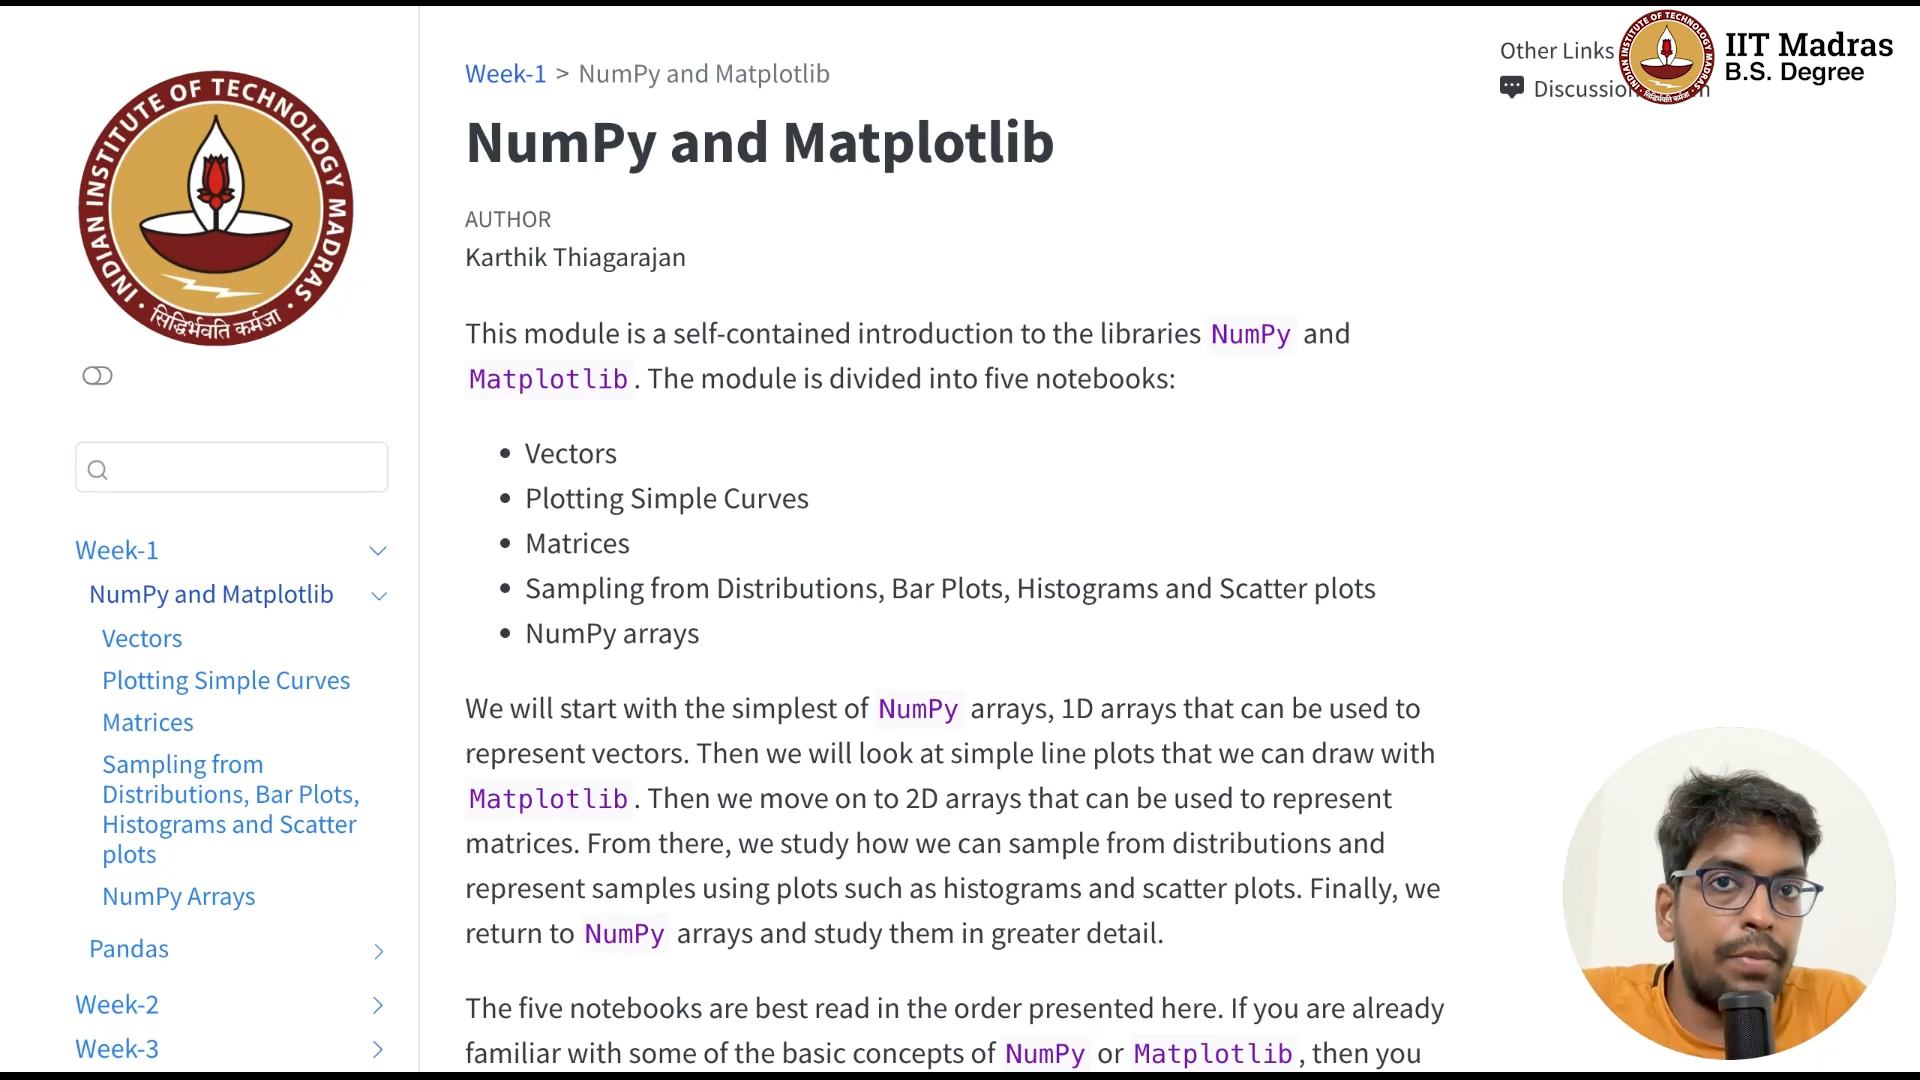 INDIAN INSTITUTE OF TECHNOLOGY MADRAS
सिद्धिर्भवति कर्मजा
Week-1
NumPy and Matplotlib
Vectors
Plotting Simple Curves
Matrices
Sampling from
Distributions, Bar Plots,
Histograms and Scatter
plots
NumPy Arrays
Pandas
Week-2
Week-3
Week-1 > NumPy and Matplotlib
NumPy and Matplotlib
AUTHOR
Karthik Thiagarajan
This module is a self-contained introduction to the libraries NumPy and
Matplotlib. The module is divided into five notebooks:
• Vectors
• Plotting Simple Curves
• Matrices
• Sampling from Distributions, Bar Plots, Histograms and Scatter plots
• NumPy arrays
We will start with the simplest of NumPy arrays, 1D arrays that can be used to
represent vectors. Then we will look at simple line plots that we can draw with
Matplotlib. Then we move on to 2D arrays that can be used to represent
matrices. From there, we study how we can sample from distributions and
represent samples using plots such as histograms and scatter plots. Finally, we
return to NumPy arrays and study them in greater detail.
The five notebooks are best read in the order presented here. If you are already
familiar with some of the basic concepts of NumPy or Matplotlib, then you
Other Links
Discussion
INDIAN INSTITUTE OF TECHNOLOGY MADRAS
सिद्धिर्भवति कर्मजा
IIT Madras
B.S. Degree